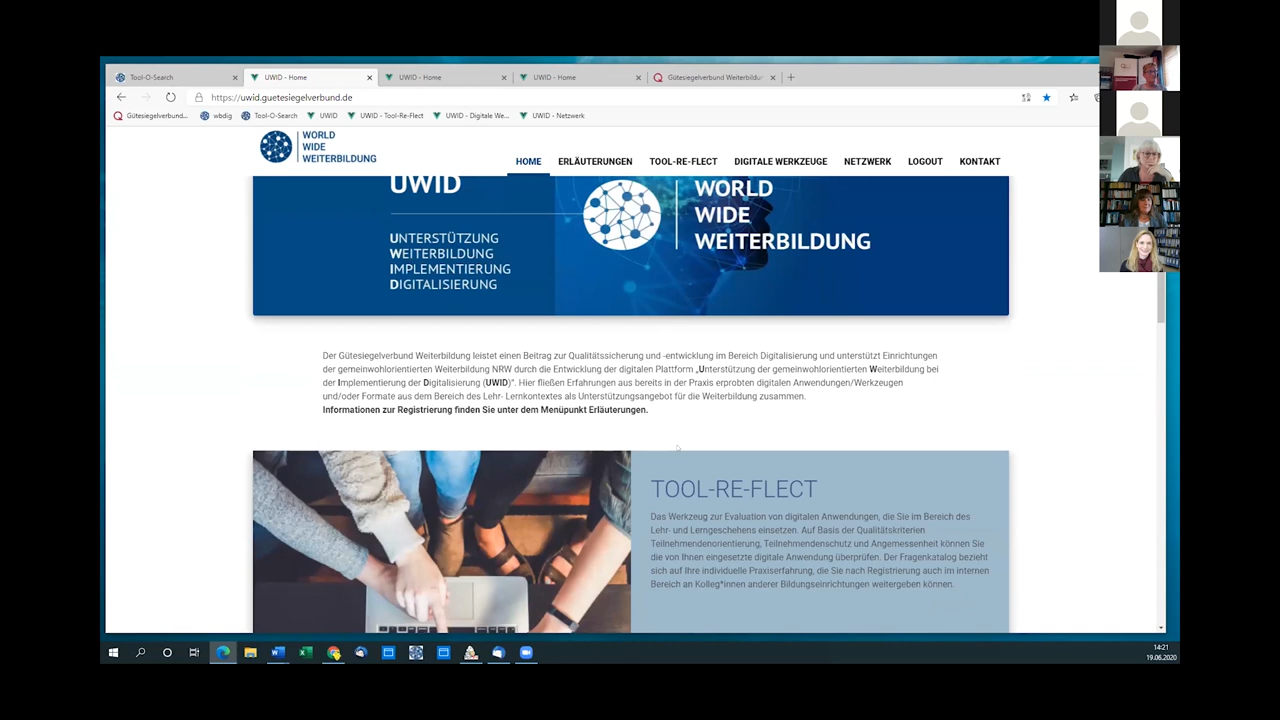 Tool-O-Search
UWID - Home
UWID - Home
UWID - Home
Gütesiegelverbund Weiterbildu
https://uwid.guetesiegelverbund.de
Gütesiegelverbund...
wbdig
Tool-O-Search
UWID
UWID - Tool-Re-Flect
UWID - Digitale We...
UWID - Netzwerk
WORLD
WIDE
WEITERBILDUNG
HOME
ERLÄUTERUNGEN
TOOL-RE-FLECT
DIGITALE WERKZEUGE
NETZWERK
LOGOUT
KONTAKT
UWID
UNTERSTÜTZUNG
WEITERBILDUNG
IMPLEMENTIERUNG
DIGITALISIERUNG
WORLD
WIDE
WEITERBILDUNG
Der Gütesiegelverbund Weiterbildung leistet einen Beitrag zur Qualitätssicherung und -entwicklung im Bereich Digitalisierung und unterstützt Einrichtungen
der gemeinwohlorientierten Weiterbildung NRW durch die Entwicklung der digitalen Plattform „Unterstützung der gemeinwohlorientierten Weiterbildung bei
der Implementierung der Digitalisierung (UWID)“. Hier fließen Erfahrungen aus bereits in der Praxis erprobten digitalen Anwendungen/Werkzeugen
und/oder Formate aus dem Bereich des Lehr- Lernkontextes als Unterstützungsangebot für die Weiterbildung zusammen.
Informationen zur Registrierung finden Sie unter dem Menüpunkt Erläuterungen.
TOOL-RE-FLECT
Das Werkzeug zur Evaluation von digitalen Anwendungen, die Sie im Bereich des
Lehr- und Lerngeschehens einsetzen. Auf Basis der Qualitätskriterien
Teilnehmendenorientierung, Teilnehmendenschutz und Angemessenheit können Sie
die von Ihnen eingesetzte digitale Anwendung überprüfen. Der Fragenkatalog bezieht
sich auf Ihre individuelle Praxiserfahrung, die Sie nach Registrierung auch im internen
Bereich an Kolleg*innen anderer Bildungseinrichtungen weitergeben können.
14:21
19.06.2020